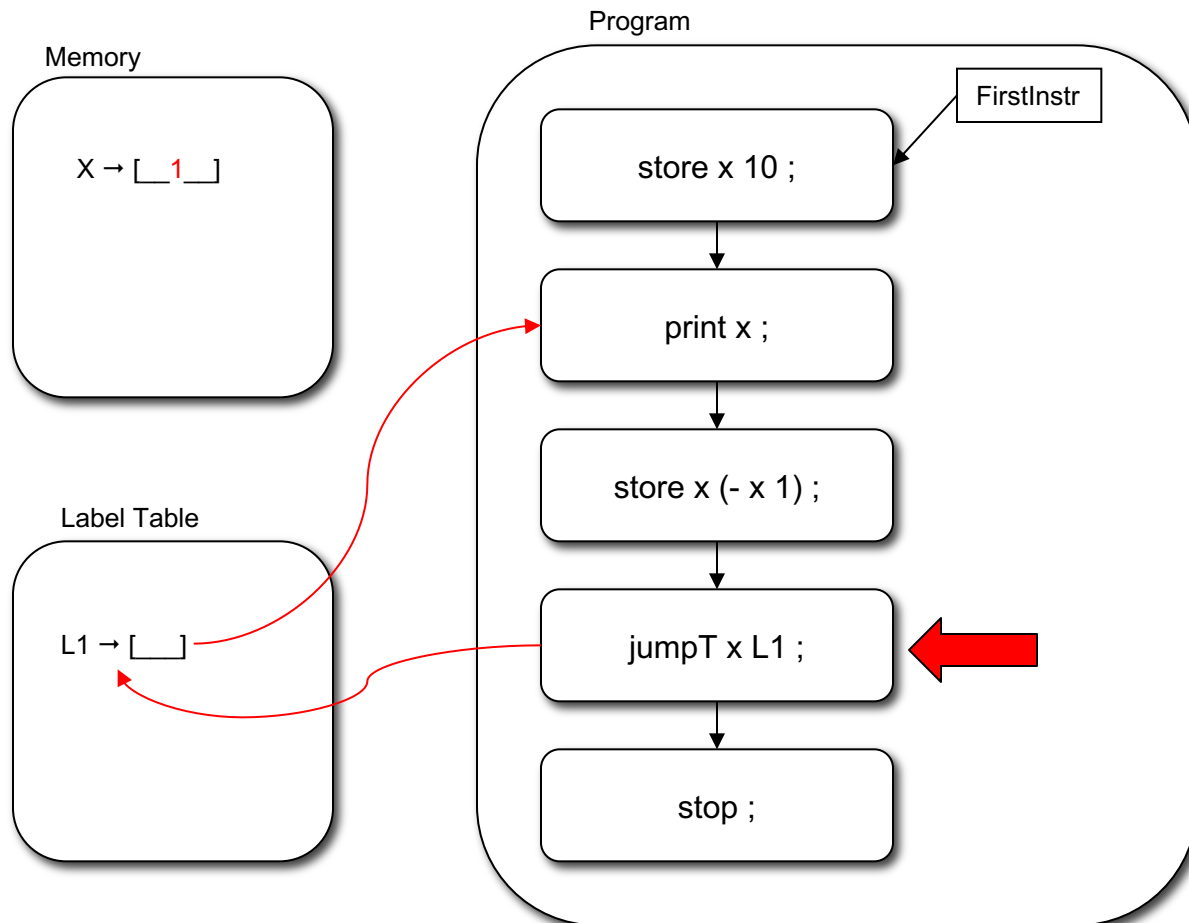 Program
Memory
FirstInstr
X → [__1__]
store x 10 ;
print x ;
store x (- x 1) ;
Label Table
L1 → [___]
jumpT x L1 ;
stop ;